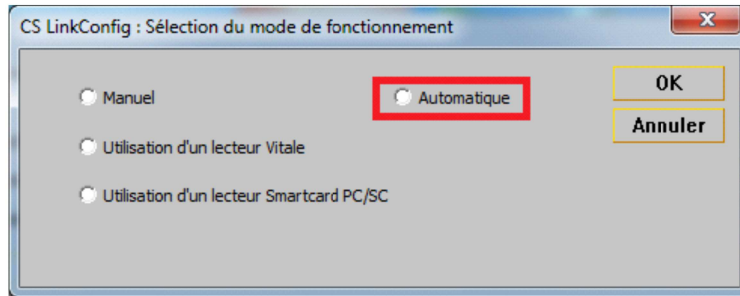 CS LinkConfig : Sélection du mode de fonctionnement
Manuel
Automatique
OK
Annuler
Utilisation d'un lecteur Vitale
Utilisation d'un lecteur Smartcard PC/SC